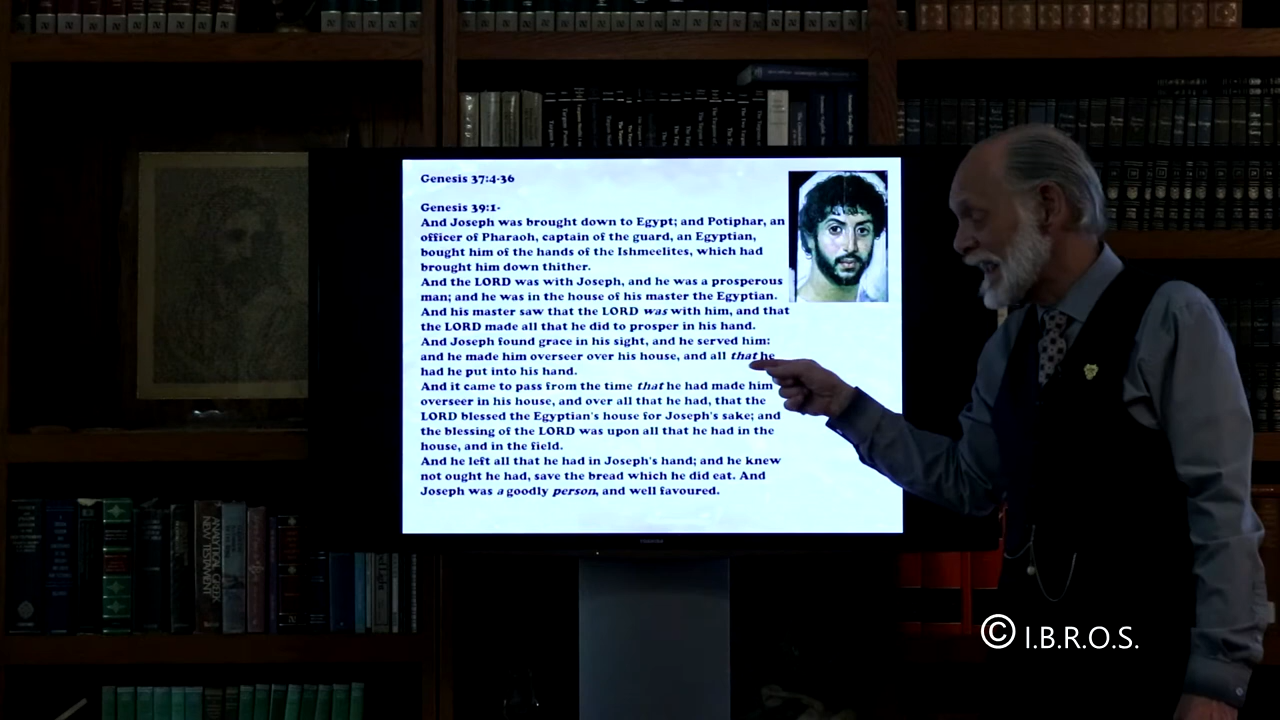 Genesis 37:4-36
Genesis 39:1-
And Joseph was brought down to Egypt; and Potiphar, an
officer of Pharaoh, captain of the guard, an Egyptian,
bought him of the hands of the Ishmeelites, which had
brought him down thither.
And the LORD was with Joseph, and he was a prosperous
man; and he was in the house of his master the Egyptian.
And his master saw that the LORD was with him, and that
the LORD made all that he did to prosper in his hand.
And Joseph found grace in his sight, and he served him:
and he made him overseer over his house, and all that he
had he put into his hand.
And it came to pass from the time that he had made him
overseer in his house, and over all that he had, that the
LORD blessed the Egyptian's house for Joseph's sake; and
the blessing of the LORD was upon all that he had in the
house, and in the field.
And he left all that he had in Joseph's hand; and he knew
not ought he had, save the bread which he did eat. And
Joseph was a goodly person, and well favoured.
ANALYTICAL GREEK
NEW TESTAMENT
© I.B.R.O.S.